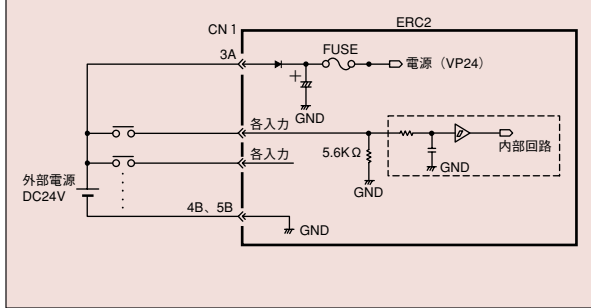 ERC2
CN 1
3A
FUSE
電源（VP24）
GND
各入力
各入力
5.6KΩ
内部回路
GND
GND
外部電源
DC24V
4B、5B
GND